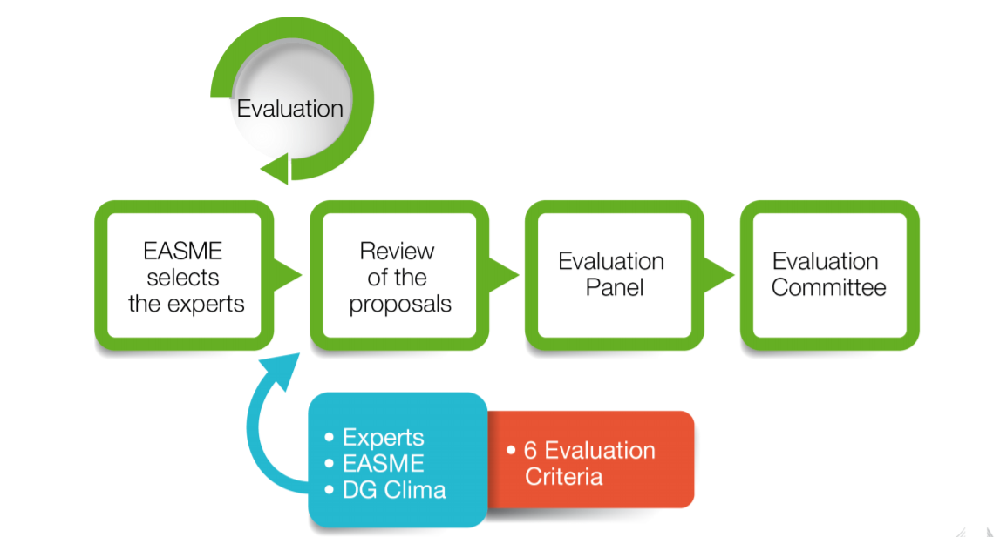 Evaluation
EASME
selects
the experts
Review
of the
proposals
Evaluation
Panel
Evaluation
Committee
• Experts
• EASME
• DG Clima
• 6 Evaluation
Criteria